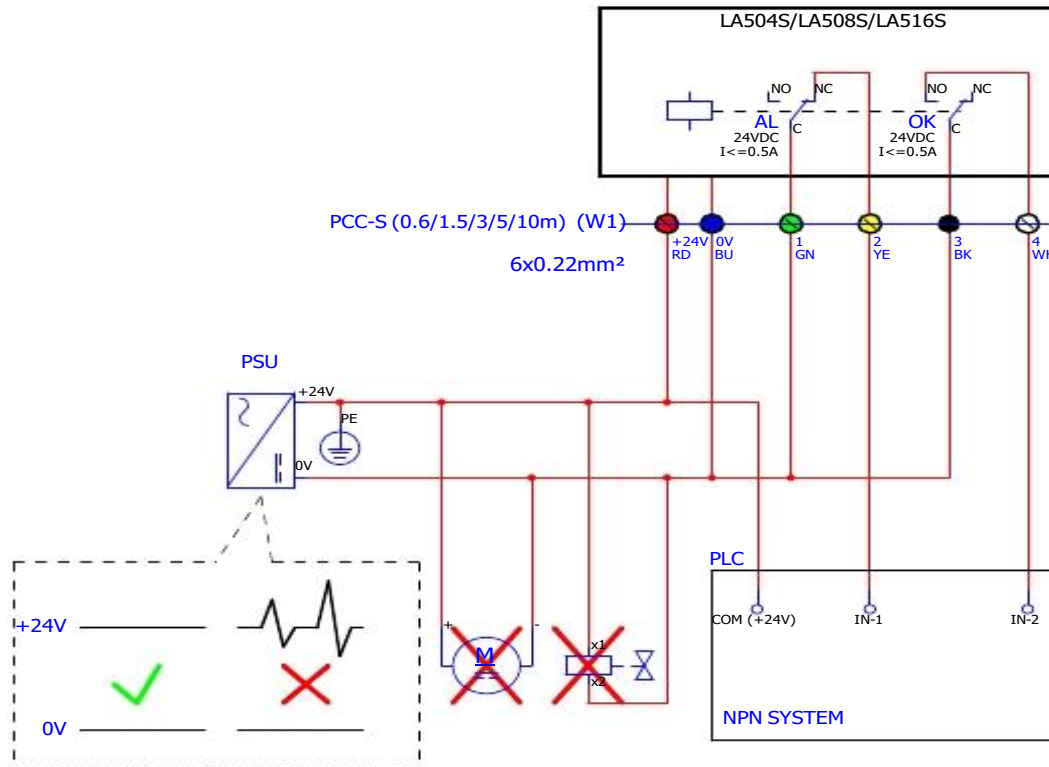 LA504S/LA508S/LA516S
NO NC NO NC
AL OK
C C
24VDC 24VDC
I<=0.5A I<=0.5A
PCC-S (0.6/1.5/3/5/10m) (W1)
+24V 0V 1 2 3 4
RD BU GN YE BK WH
6x0.22mm²
PSU
+24V
PE
0V
PLC
+24V
COM (+24V) IN-1 IN-2
+ -
M
x1
x2
0V
NPN SYSTEM